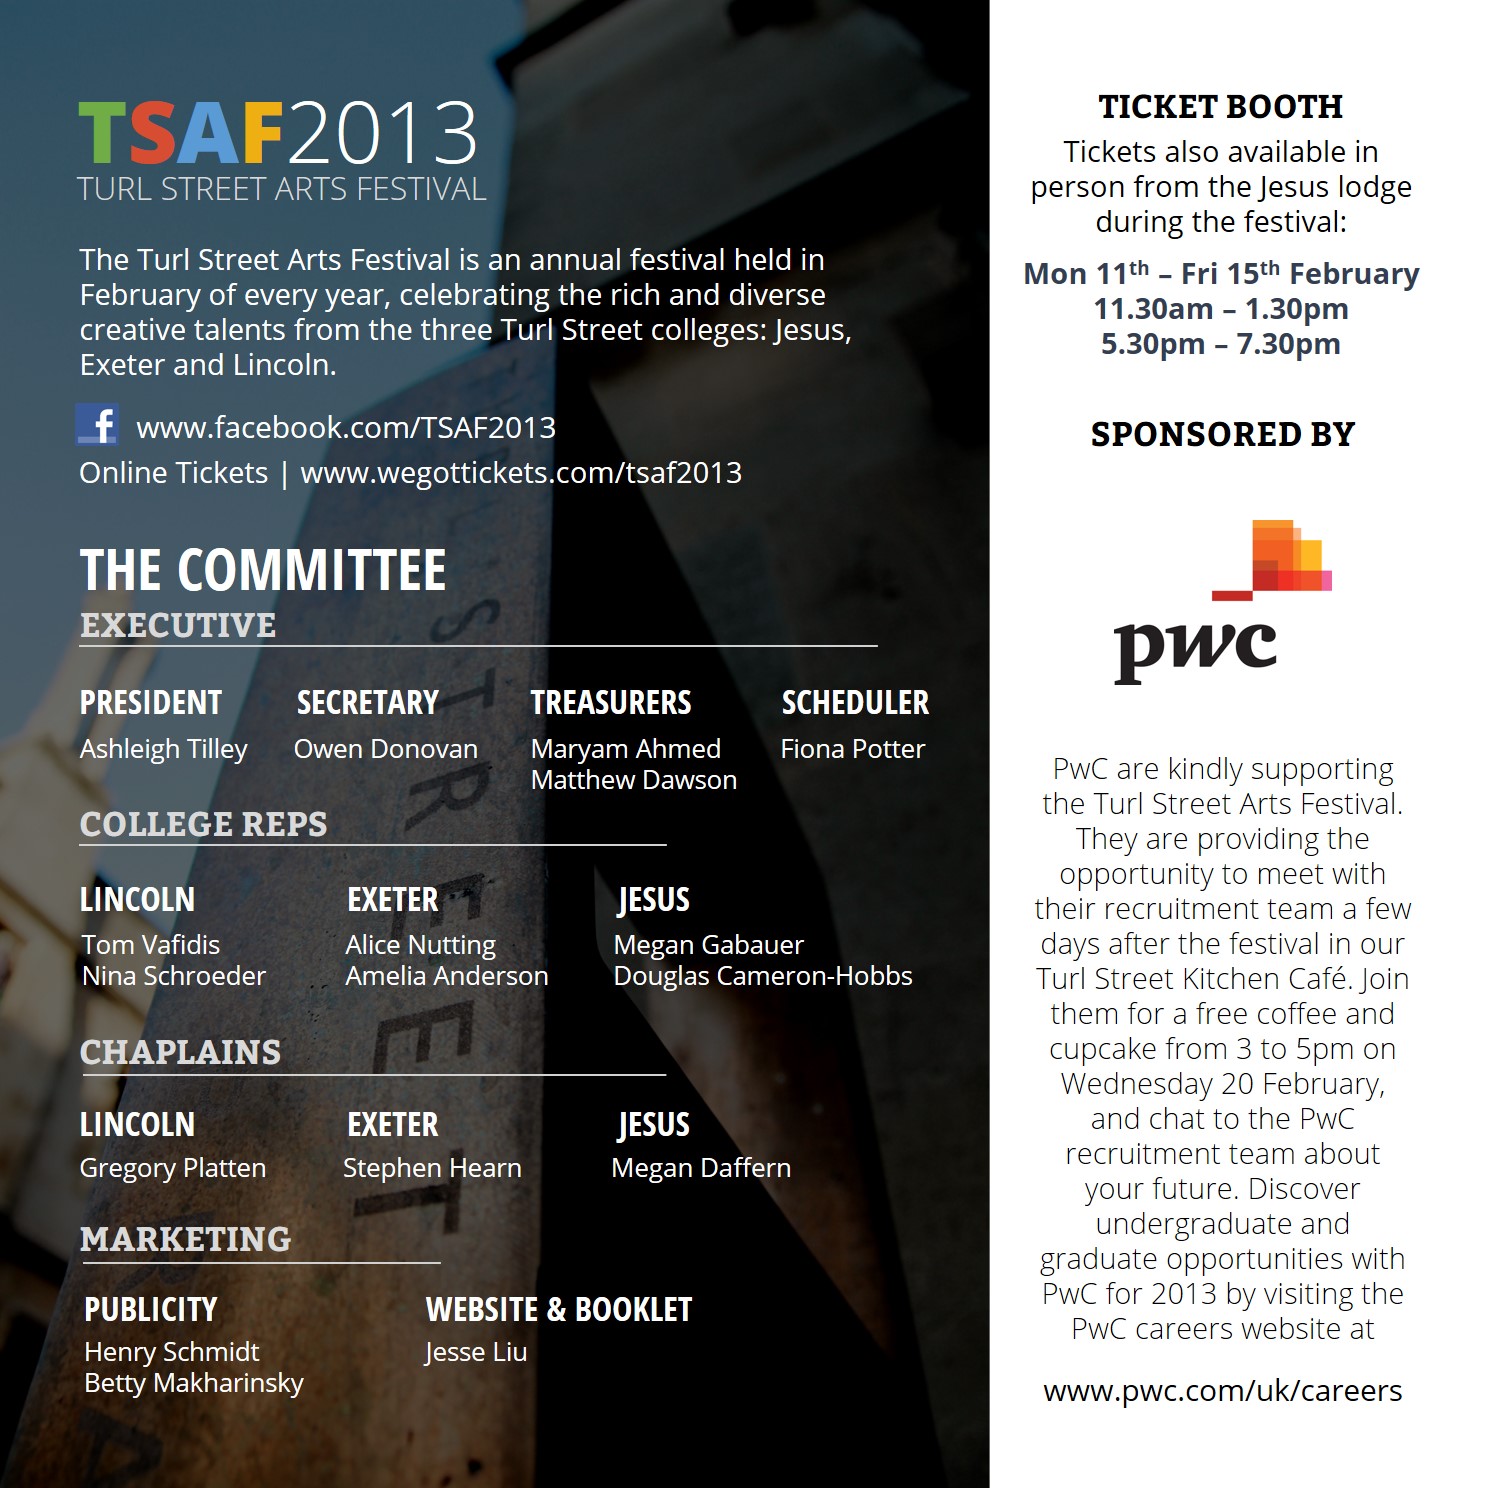 TSAF2013
TURL STREET ARTS FESTIVAL
The Turl Street Arts Festival is an annual festival held in
February of every year, celebrating the rich and diverse
creative talents from the three Turl Street colleges: Jesus,
Exeter and Lincoln.
f www.facebook.com/TSAF2013
Online Tickets | www.wegottickets.com/tsaf2013
THE COMMITTEE
EXECUTIVE
PRESIDENT SECRETARY TREASURERS SCHEDULER
Ashleigh Tilley Owen Donovan Maryam Ahmed Fiona Potter
Matthew Dawson
COLLEGE REPS
LINCOLN EXETER JESUS
Tom Vafidis Alice Nutting Megan Gabauer
Nina Schroeder Amelia Anderson Douglas Cameron-Hobbs
CHAPLAINS
LINCOLN EXETER JESUS
Gregory Platten Stephen Hearn Megan Daffern
MARKETING
PUBLICITY WEBSITE & BOOKLET
Henry Schmidt Jesse Liu
Betty Makharinsky
STREET
TICKET BOOTH
Tickets also available in
person from the Jesus lodge
during the festival:
Mon 11th – Fri 15th February
11.30am – 1.30pm
5.30pm – 7.30pm
SPONSORED BY
pwc
PwC are kindly supporting
the Turl Street Arts Festival.
They are providing the
opportunity to meet with
their recruitment team a few
days after the festival in our
Turl Street Kitchen Café. Join
them for a free coffee and
cupcake from 3 to 5pm on
Wednesday 20 February,
and chat to the PwC
recruitment team about
your future. Discover
undergraduate and
graduate opportunities with
PwC for 2013 by visiting the
PwC careers website at
www.pwc.com/uk/careers